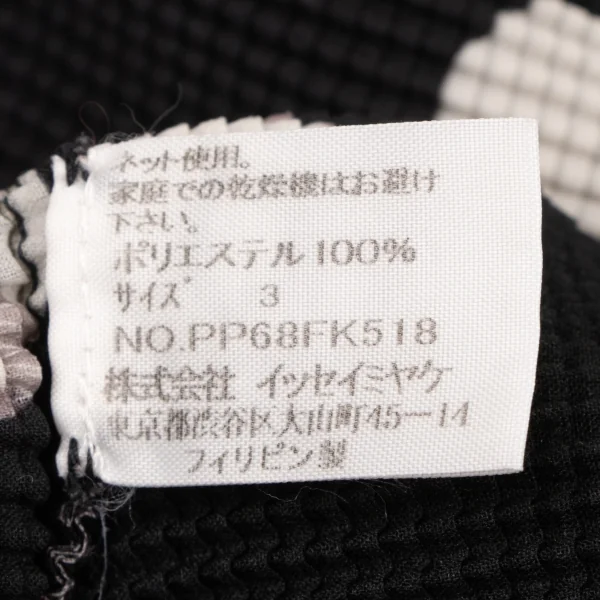 ネット使用。
家庭での乾燥機はお避け
下さい。
ポリエステル 100%
サイズ 3
NO.PP68FK518
株式会社 イッセイミヤケ
東京都渋谷区大山町45－14
フィリピン製